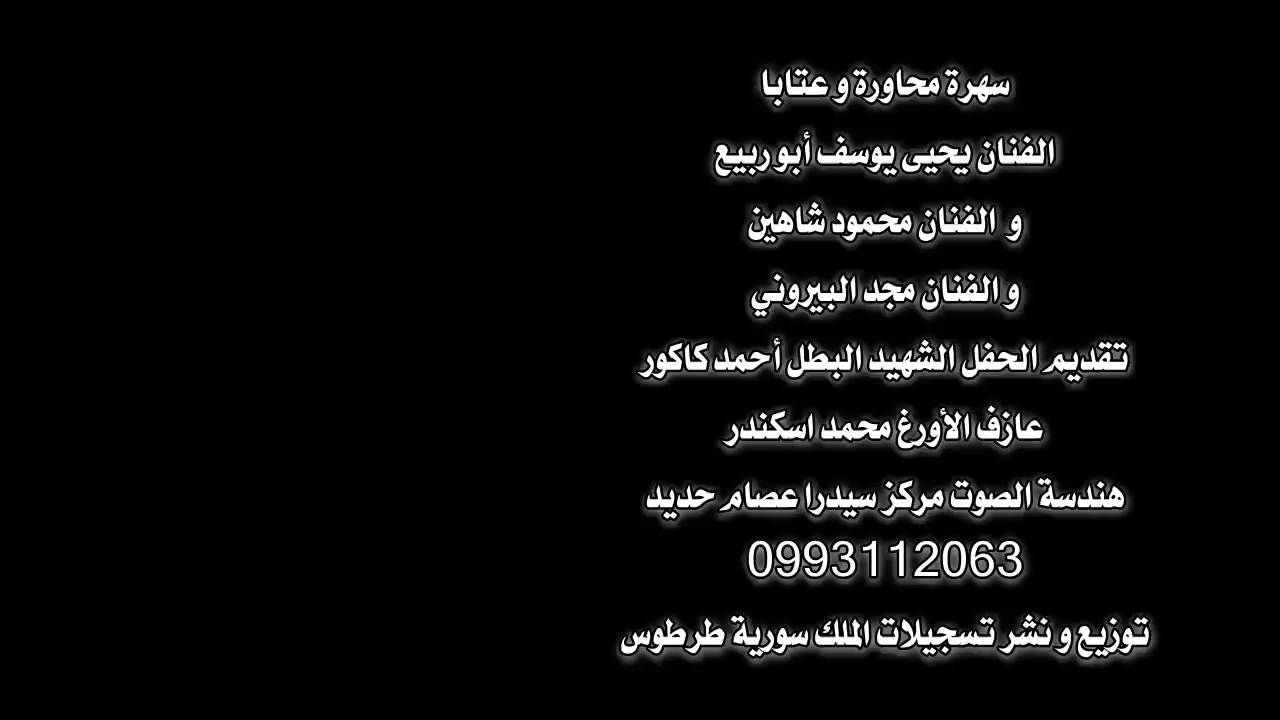 سهرة محاورة و عتابا
الفنان يحيى يوسف أبو ربيع
و الفنان محمود شاهين
و الفنان مجد البيروني
تقديم الحفل الشهيد البطل أحمد كاكور
عازف الأورغ محمد اسكندر
هندسة الصوت مركز سيدرا عصام حديد
0993112063
توزيع و نشر تسجيلات الملك سورية طرطوس